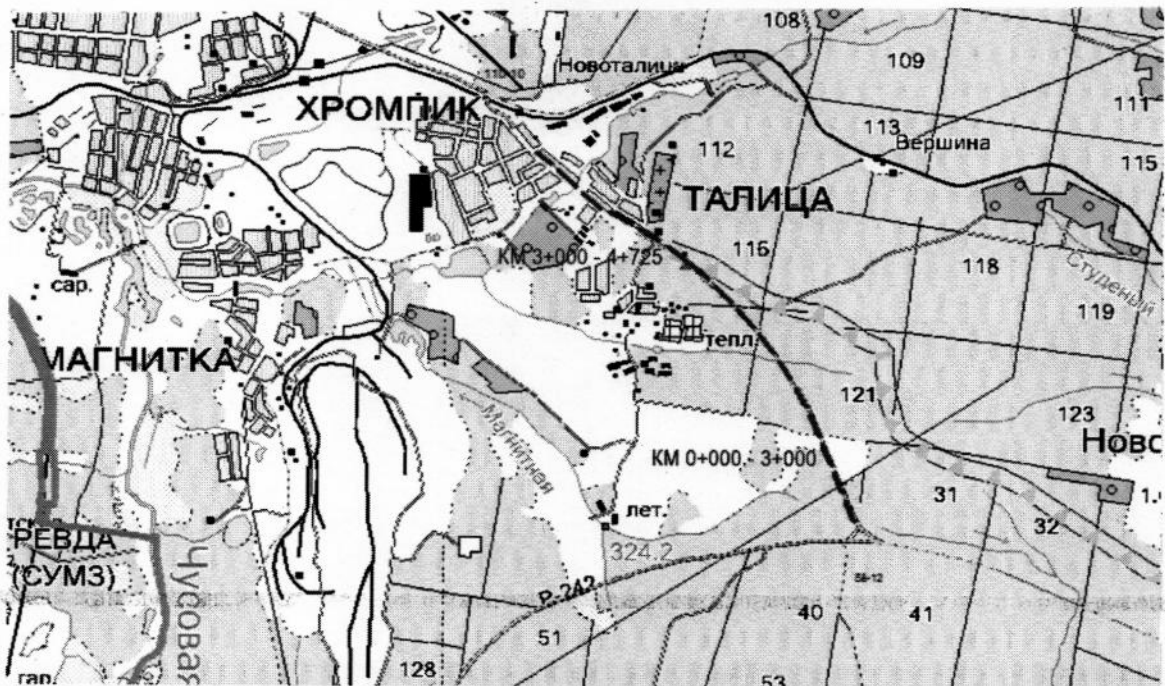 108
109
Новоталица
111
ХРОМПИК
113
Вершина
112
115
ТАЛИЦА
116
КМ 3+000 - 4+725
118
Студеный
сар.
119
тепл.
МАГНИТКА
121
123
Магнитная
Ново
КМ 0+000 - 3+000
31
лет.
32
РЕВДА
324.2
(СУМЗ)
Чусовая
Р-242
40
41
51
128
гар.
53